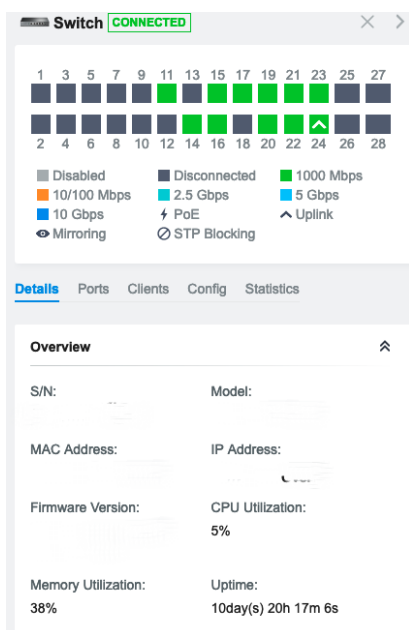 Switch CONNECTED
1 3 5 7 9 11 13 15 17 19 21 23 25 27
2 4 6 8 10 12 14 16 18 20 22 24 26 28
Disabled Disconnected 1000 Mbps
10/100 Mbps 2.5 Gbps 5 Gbps
10 Gbps PoE Uplink
Mirroring STP Blocking
Details Ports Clients Config Statistics
Overview
S/N: Model:
MAC Address: IP Address:
Firmware Version: CPU Utilization:
5%
Memory Utilization: Uptime:
38% 10day(s) 20h 17m 6s